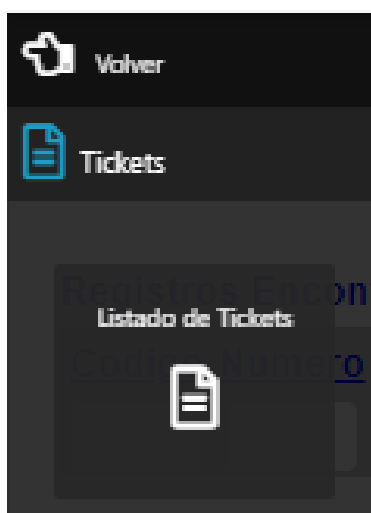 Volver
Tickets
Registros Encon
Listado de Tickets
Codigo Numero